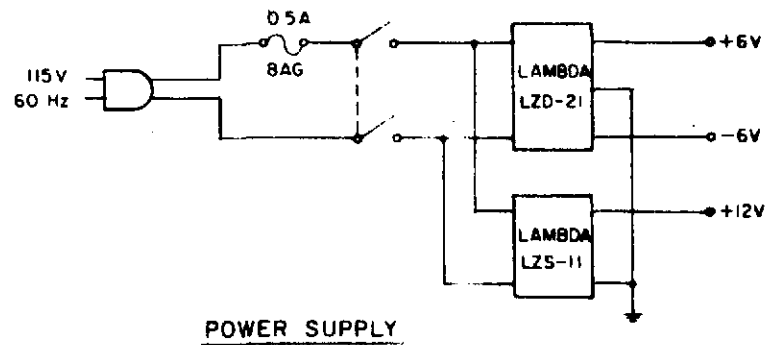 0.5A
8AG
115V
60 Hz
LAMBDA
LZD-21
+6V
-6V
LAMBDA
LZS-11
+12V
POWER SUPPLY